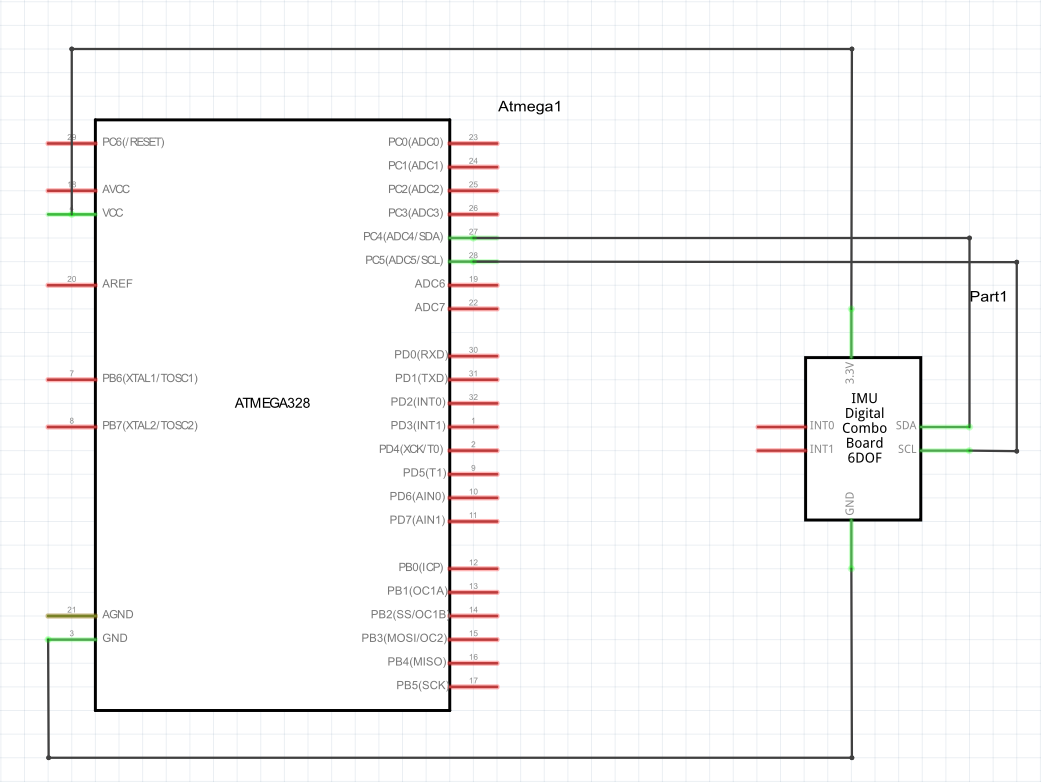 Atmega1
29
PC6(/RESET)
PC0(ADC0)
23
PC1(ADC1)
24
18
AVCC
PC2(ADC2)
25
VCC
PC3(ADC3)
26
PC4(ADC4/SDA)
27
PC5(ADC5/SCL)
28
20
AREF
ADC6
19
ADC7
22
Part1
PD0(RXD)
30
7
PB6(XTAL1/TOSC1)
PD1(TXD)
31
ATMEGA328
PD2(INT0)
32
8
PB7(XTAL2/TOSC2)
PD3(INT1)
1
PD4(XCK/T0)
2
PD5(T1)
9
PD6(AIN0)
10
PD7(AIN1)
11
3.3V
IMU
Digital
Combo
Board
6DOF
INT0
SDA
INT1
SCL
GND
PB0(ICP)
12
PB1(OC1A)
13
21
AGND
PB2(SS/OC1B
14
3
GND
PB3(MOSI/OC2)
15
PB4(MISO)
16
PB5(SCK)
17